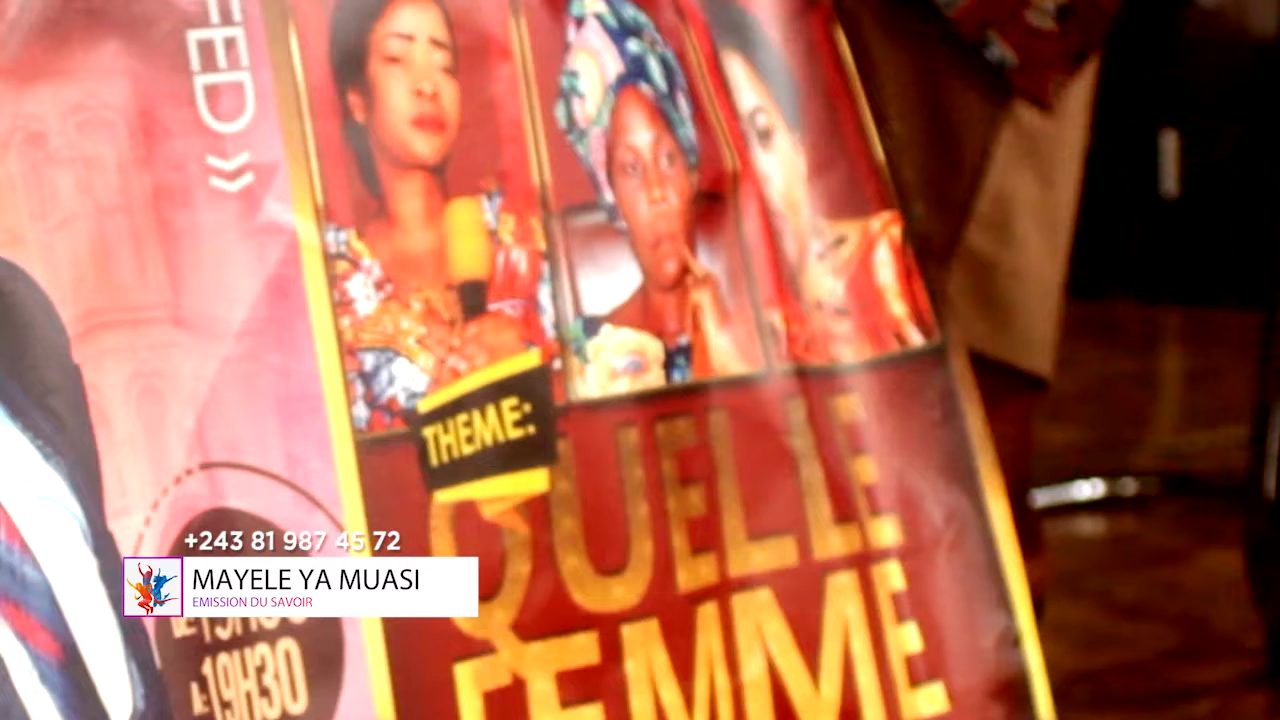 FED >>
THEME:
QUELLE
FEMME
+243 81 987 45 72
MAYELE YA MUASI
EMISSION DU SAVOIR
À 19H30